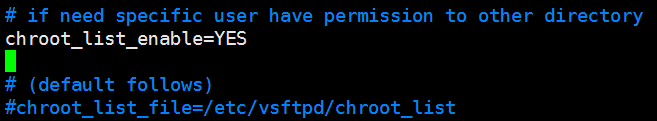 # if need specific user have permission to other directory
chroot_list_enable=YES
# (default follows)
#chroot_list_file=/etc/vsftpd/chroot_list